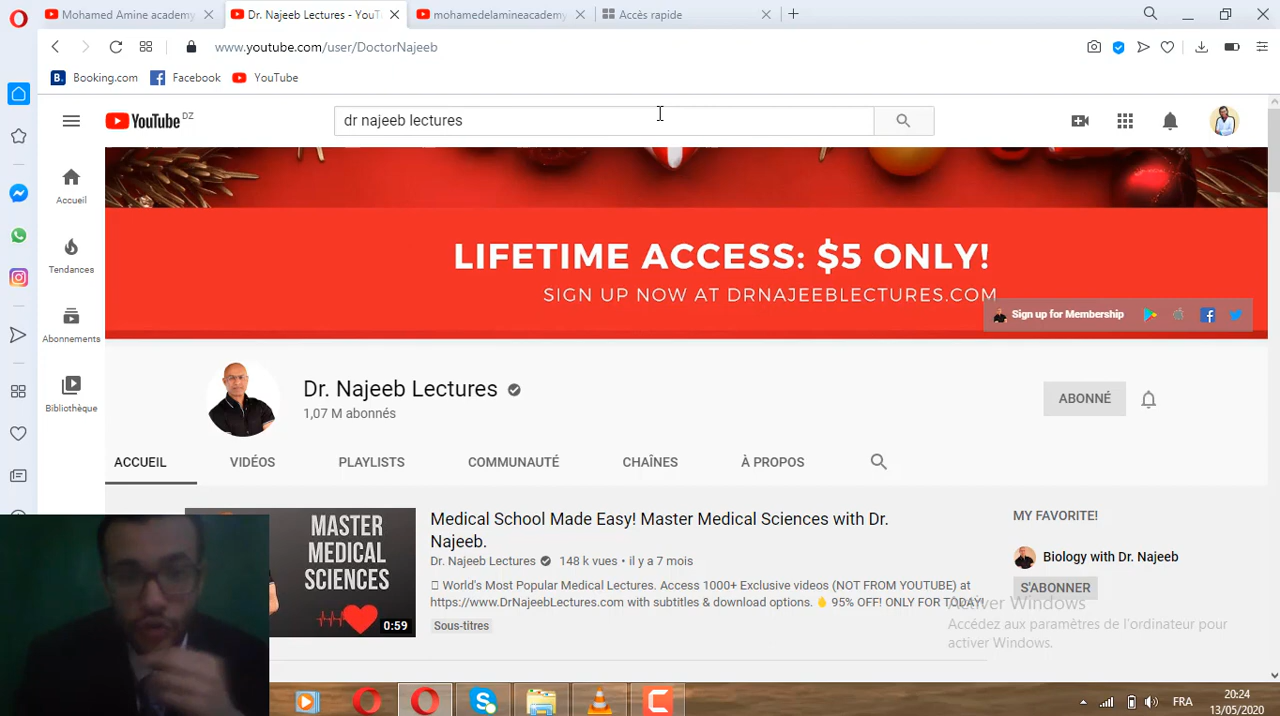 Mohamed Amine academy
Dr. Najeeb Lectures - YouT
mohamedelamineacademy
Accès rapide
www.youtube.com/user/DoctorNajeeb
B. Booking.com
Facebook
YouTube
YouTube DZ
dr najeeb lectures
LIFETIME ACCESS: $5 ONLY!
SIGN UP NOW AT DRNAJEEBLECTURES.COM
Sign up for Membership
Accueil
Tendances
Abonnements
Bibliothèque
Dr. Najeeb Lectures
1,07 M abonnés
ABONNÉ
ACCUEIL
VIDÉOS
PLAYLISTS
COMMUNAUTÉ
CHAÎNES
À PROPOS
MASTER
MEDICAL
SCIENCES
0:59
Medical School Made Easy! Master Medical Sciences with Dr.
Najeeb.
Dr. Najeeb Lectures
148 k vues • il y a 7 mois
World's Most Popular Medical Lectures. Access 1000+ Exclusive videos (NOT FROM YOUTUBE) at
https://www.DrNajeebLectures.com with subtitles & download options. 95% OFF! ONLY FOR TODAY!
Sous-titres
MY FAVORITE!
Biology with Dr. Najeeb
S'ABONNER
Activer Windows
Accédez aux paramètres de l'ordinateur pour
activer Windows.
FRA
20:24
13/05/2020